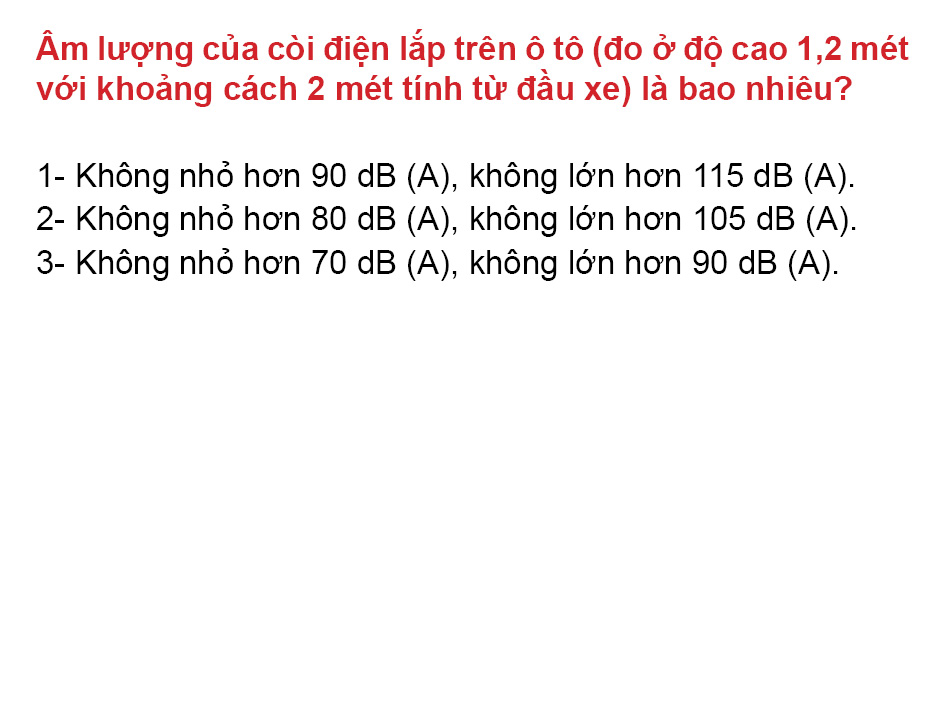 Âm lượng của còi điện lắp trên ô tô (đo ở độ cao 1,2 mét
với khoảng cách 2 mét tính từ đầu xe) là bao nhiêu?
1- Không nhỏ hơn 90 dB (A), không lớn hơn 115 dB (A).
2- Không nhỏ hơn 80 dB (A), không lớn hơn 105 dB (A).
3- Không nhỏ hơn 70 dB (A), không lớn hơn 90 dB (A).